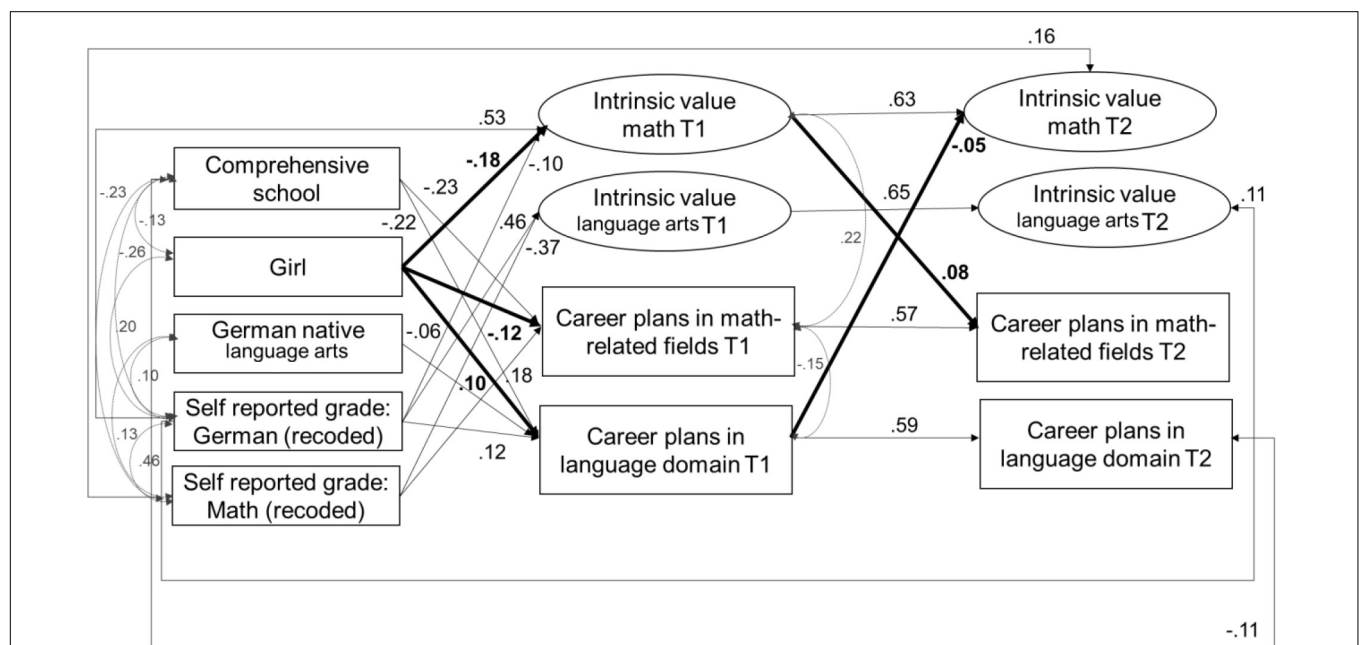 .16
Intrinsic value
math T1
.63
Intrinsic value
math T2
.53
-.18
-.10
-.05
Comprehensive
school
-.23
-.23
Intrinsic value
language arts T1
.65
Intrinsic value
language arts T2
.11
-.13
-.22
.46
-.37
.22
-.26
Girl
.08
Career plans in math-
related fields T1
.57
Career plans in math-
related fields T2
German native
language arts
-.06
-.12
.20
-.15
.10
.10
.18
Self reported grade:
German (recoded)
Career plans in
language domain T1
.59
Career plans in
language domain T2
.13
.12
.46
Self reported grade:
Math (recoded)
-.11